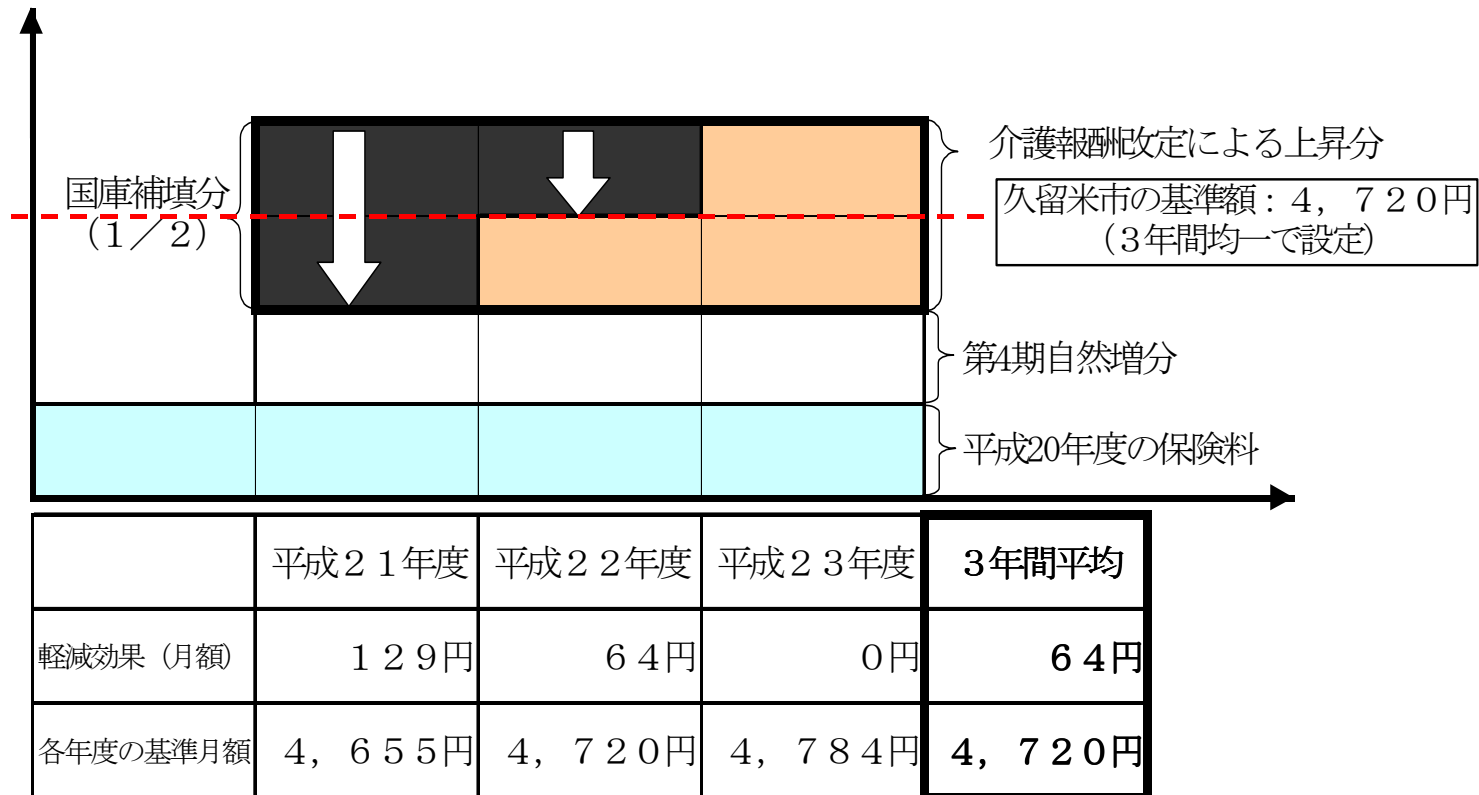 介護報酬改定による上昇分
国庫補填分
（１／２）
久留米市の基準額：４，７２０円
（３年間均一で設定）
第4期自然増分
平成20年度の保険料
平成２１年度 平成２２年度 平成２３年度 ３年間平均
軽減効果（月額） １２９円 ６４円 ０円 ６４円
各年度の基準月額 ４，６５５円 ４，７２０円 ４，７８４円 ４，７２０円